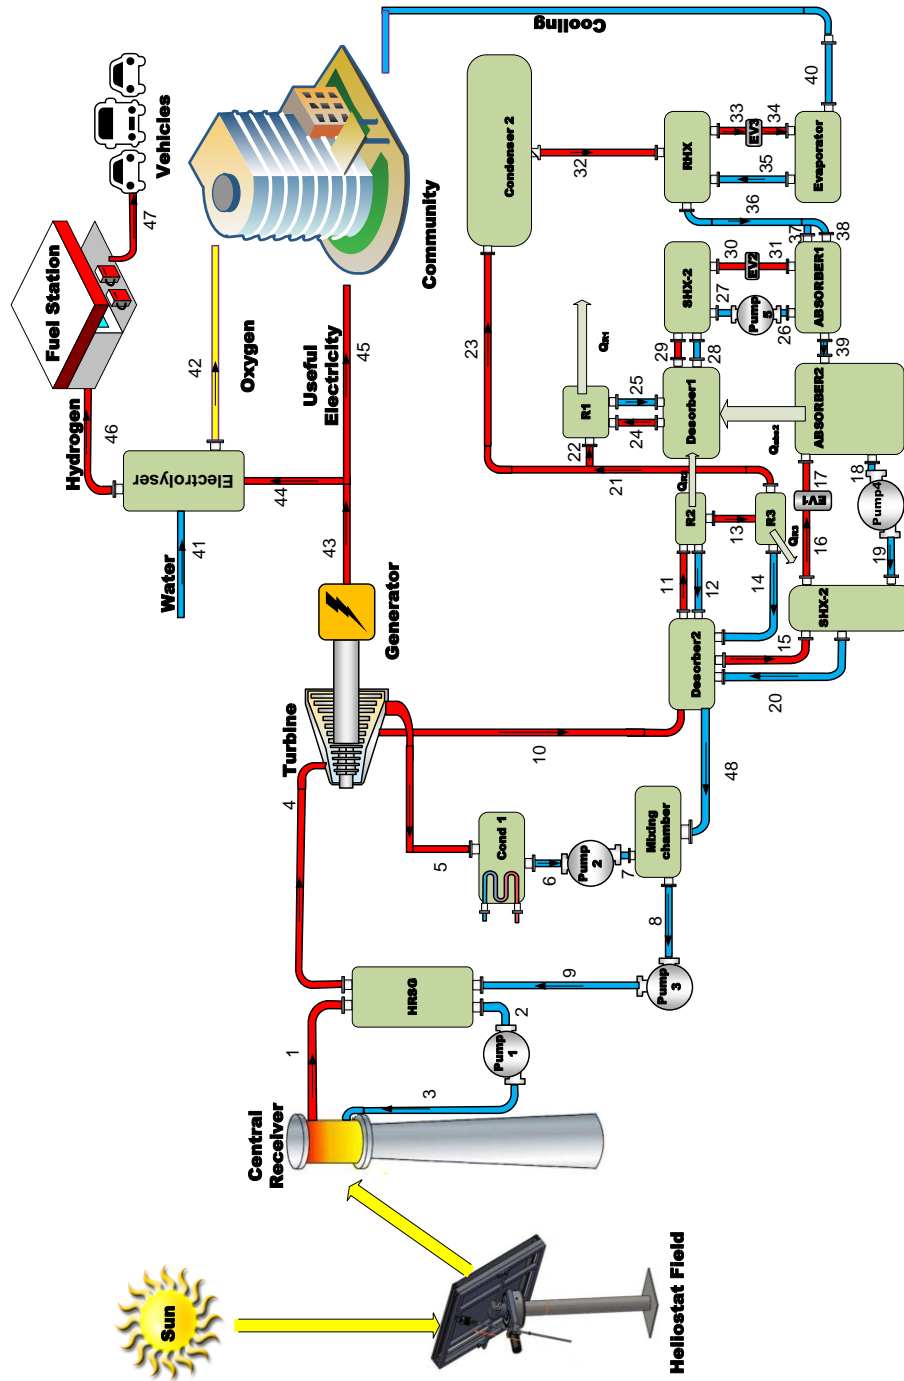 Sun
Heliostat Field
Central
Receiver
1
3
Pump
1
2
HRSG
4
9
Pump
3
8
Turbine
5
Cond 1
6
Pump
2
7
Mixing
chamber
48
10
Generator
43
44
45
Useful
Electricity
Water
41
Electrolyser
Hydrogen
46
Fuel Station
47
Vehicles
42
Oxygen
Community
Cooling
Desorber2
11
12
13
14
15
20
R2
QR2
R3
QR3
21
22
23
R1
QR1
24
25
Desorber1
Qabs2
28
29
SHX-2
27
Pump
5
26
30
EV2
31
Condenser 2
32
RHX
33
EV3
34
35
Evaporator
36
37
38
40
ABSORBER1
39
ABSORBER2
SHX-2
16
EV1
17
18
Pump4
19